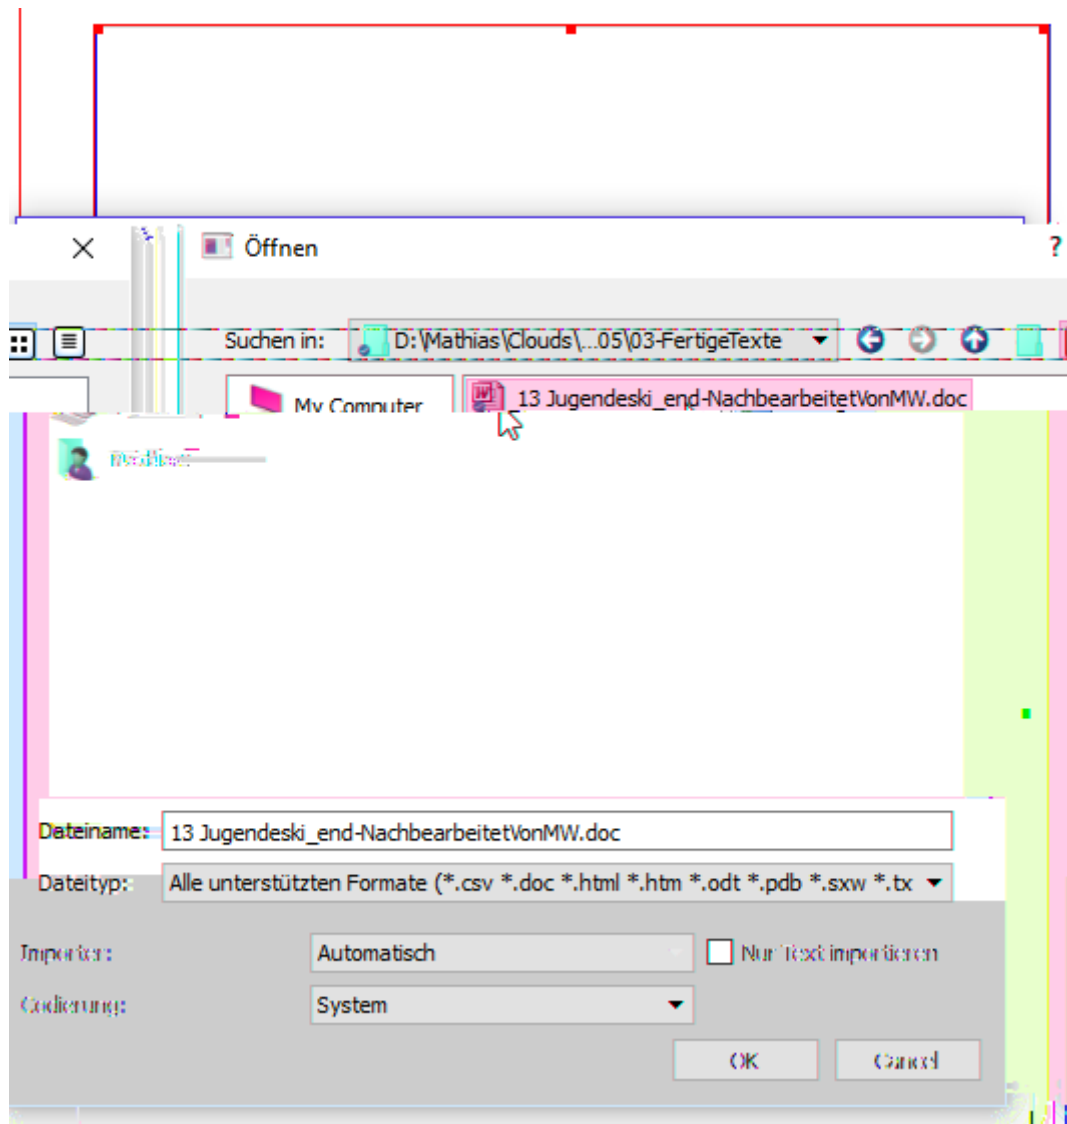 Öffnen ?
Suchen in: D:\Mathias\Clouds\...05\03-FertigeTexte
My Computer
13 Jugendeski_end-NachbearbeitetVonMW.doc
Dateiname: 13 Jugendeski_end-NachbearbeitetVonMW.doc
Dateityp: Alle unterstützten Formate (*.csv *.doc *.html *.htm *.odt *.pdb *.sxw *.tx
Importer: Automatisch Nur Text importieren
Codierung: System
OK Cancel